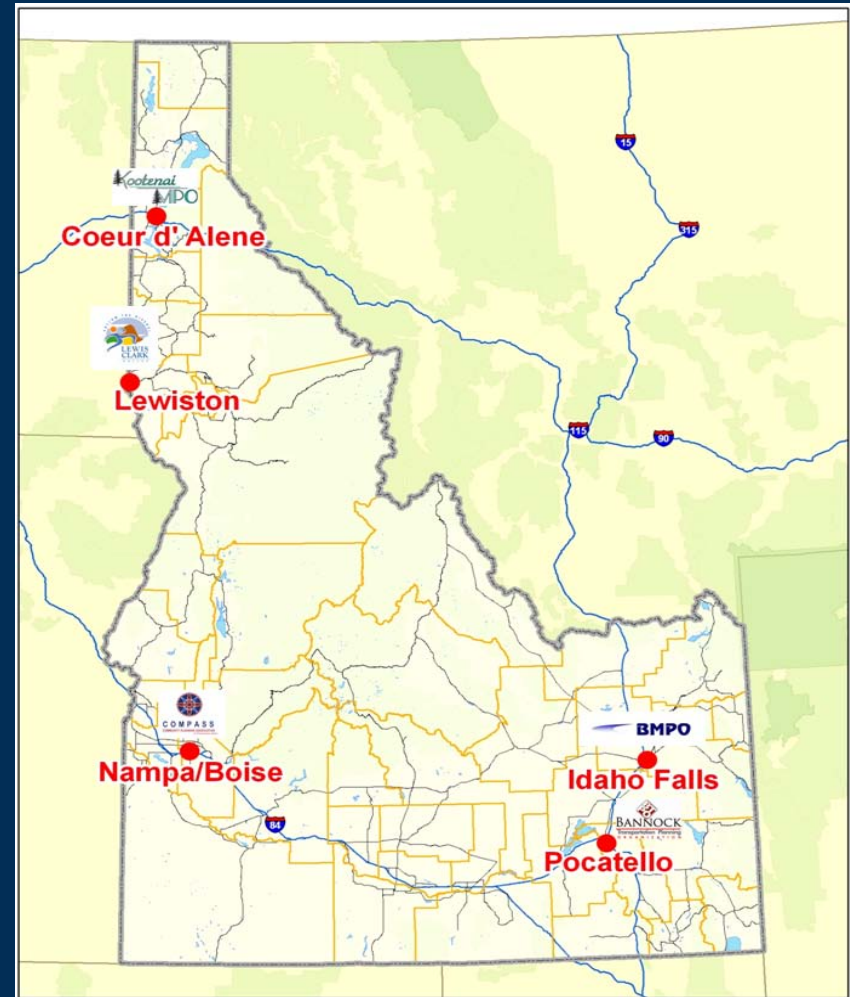 15
Kootenai
MPO
315
Coeur d' Alene
LEWIS
CLARK
Lewiston
115
90
COMPASS
BMPO
Nampa/Boise
Idaho Falls
84
BANNOCK
Transportation Planning
ORGANIZATION
Pocatello